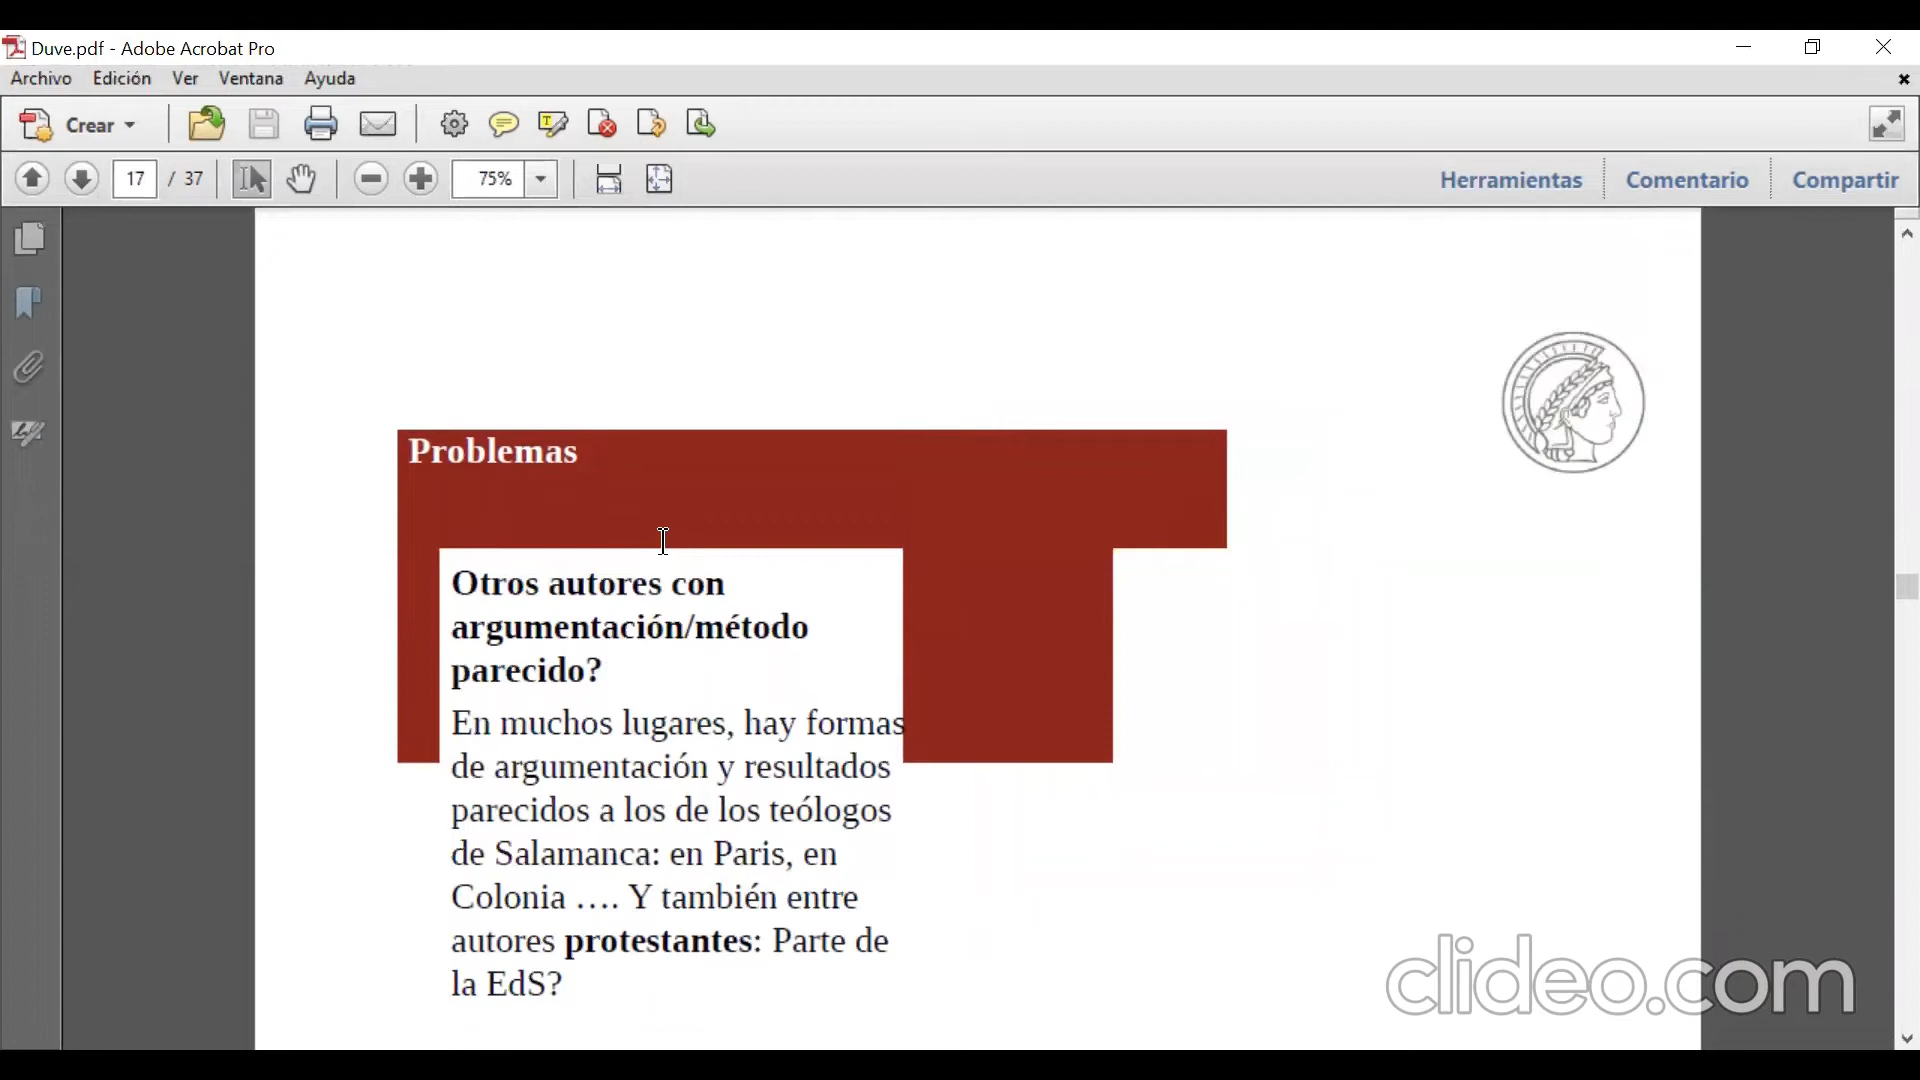 Duve.pdf - Adobe Acrobat Pro
Archivo Edición Ver Ventana Ayuda
Crear
17 / 37 75% Herramientas Comentario Compartir
Problemas
Otros autores con
argumentación/método
parecido?
En muchos lugares, hay formas
de argumentación y resultados
parecidos a los de los teólogos
de Salamanca: en Paris, en
Colonia …. Y también entre
autores protestantes: Parte de
la EdS?
clideo.com